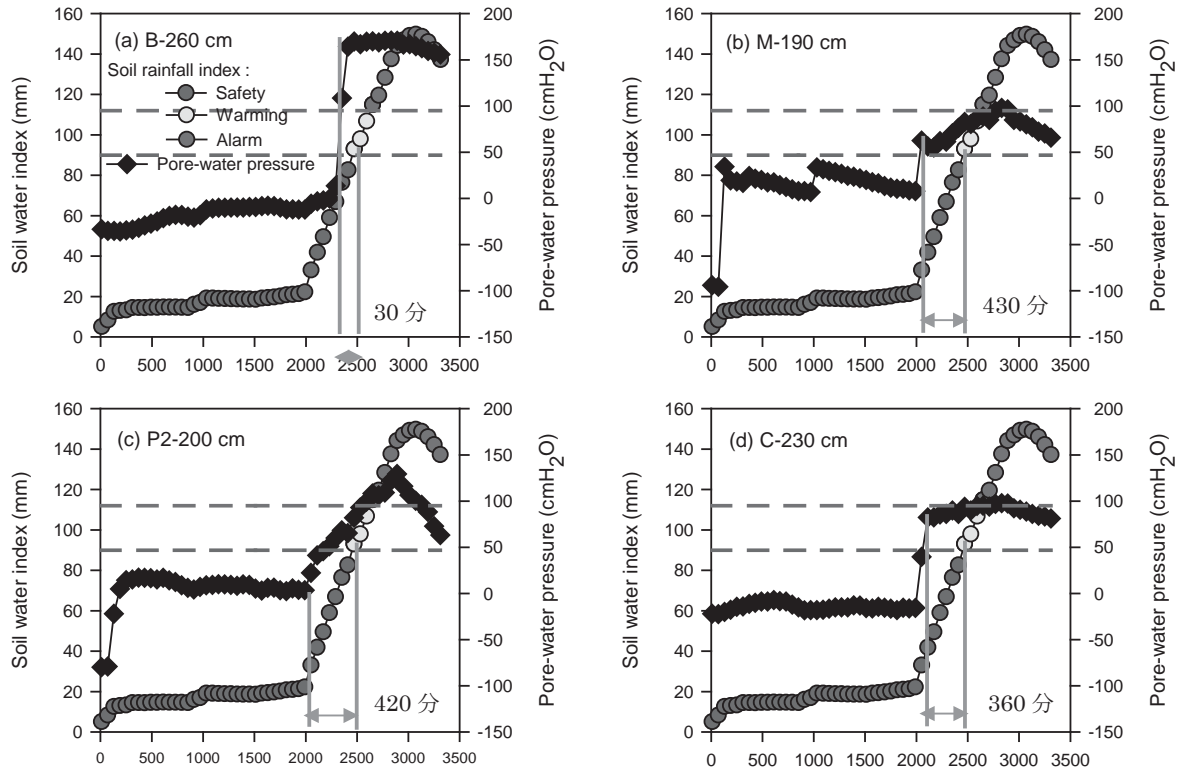 (a) B-260 cm
Soil rainfall index :
Safety
Warming
Alarm
Pore-water pressure
30 分
Soil water index (mm)
160
140
120
100
80
60
40
20
0
Pore-water pressure (cmH2O)
200
150
100
50
0
-50
-100
-150
0 500 1000 1500 2000 2500 3000 3500
(b) M-190 cm
430 分
Soil water index (mm)
160
140
120
100
80
60
40
20
0
Pore-water pressure (cmH2O)
200
150
100
50
0
-50
-100
-150
0 500 1000 1500 2000 2500 3000 3500
(c) P2-200 cm
420 分
Soil water index (mm)
160
140
120
100
80
60
40
20
0
Pore-water pressure (cmH2O)
200
150
100
50
0
-50
-100
-150
0 500 1000 1500 2000 2500 3000 3500
(d) C-230 cm
360 分
Soil water index (mm)
160
140
120
100
80
60
40
20
0
Pore-water pressure (cmH2O)
200
150
100
50
0
-50
-100
-150
0 500 1000 1500 2000 2500 3000 3500